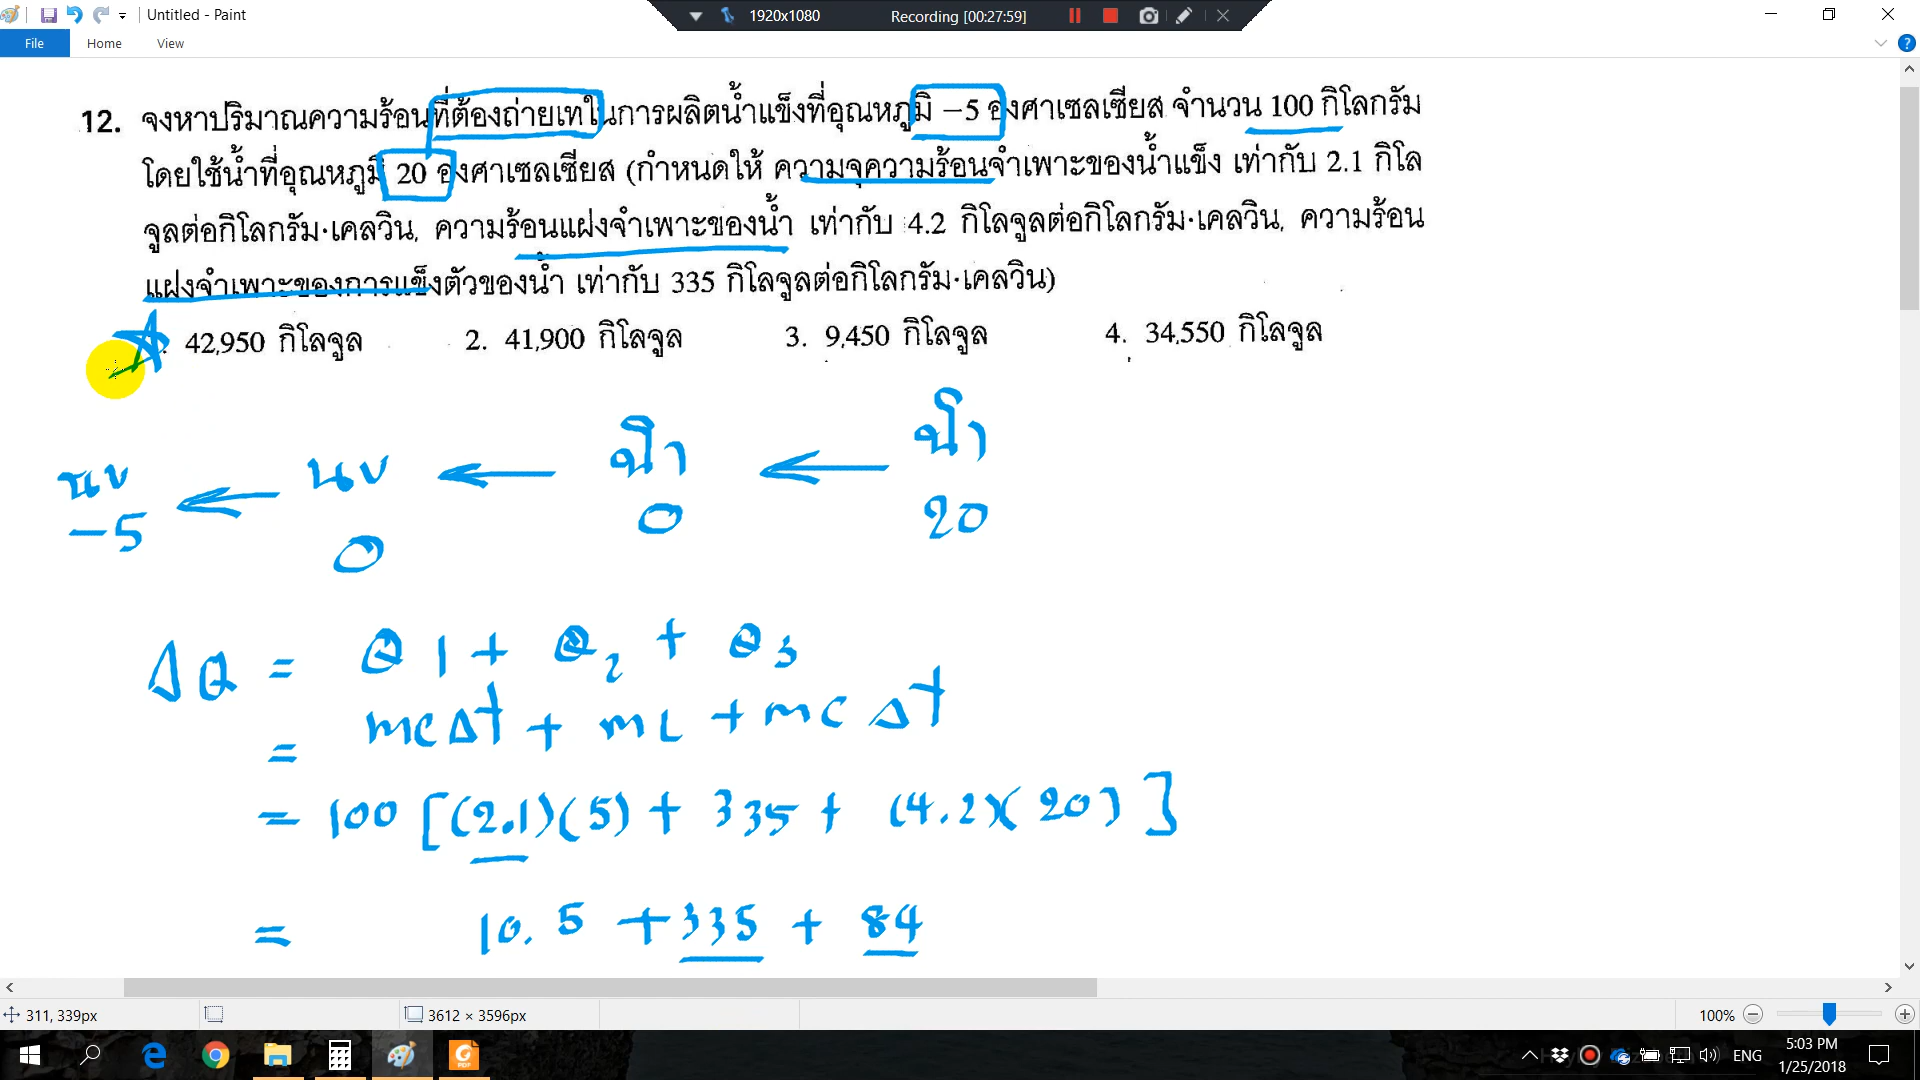 Untitled - Paint
1920x1080
Recording [00:27:59]
File Home View
12. จงหาปริมาณความร้อนที่ต้องถ่ายเทในการผลิตน้ำแข็งที่อุณหภูมิ –5 องศาเซลเซียส จำนวน 100 กิโลกรัม
โดยใช้น้ำที่อุณหภูมิ 20 องศาเซลเซียส (กำหนดให้ ความจุความร้อนจำเพาะของน้ำแข็ง เท่ากับ 2.1 กิโล
จูลต่อกิโลกรัม·เคลวิน, ความร้อนแฝงจำเพาะของน้ำ เท่ากับ 4.2 กิโลจูลต่อกิโลกรัม·เคลวิน, ความร้อน
แฝงจำเพาะของการแข็งตัวของน้ำ เท่ากับ 335 กิโลจูลต่อกิโลกรัม·เคลวิน)
42,950 กิโลจูล 2. 41,900 กิโลจูล 3. 9,450 กิโลจูล 4. 34,550 กิโลจูล
นข ← นข ← น้ำ ← น้ำ
-5 0 0 20
ΔQ = Q1 + Q2 + Q3
= mcΔt + mL + mcΔt
= 100 [(2.1)(5) + 335 + (4.2)(20)]
= 10.5 + 335 + 84
311, 339px
3612 × 3596px
100%
ENG
5:03 PM
1/25/2018